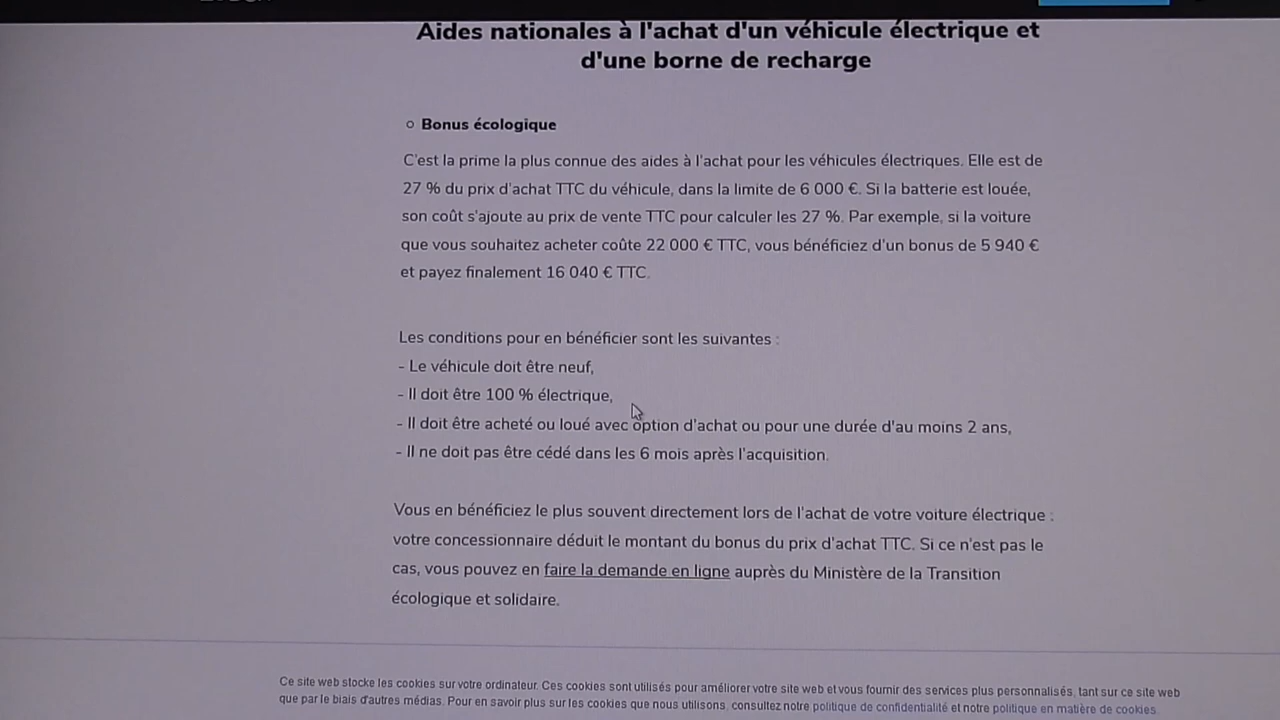 Aides nationales à l'achat d'un véhicule électrique et
d'une borne de recharge
Bonus écologique
C'est la prime la plus connue des aides à l'achat pour les véhicules électriques. Elle est de
27 % du prix d'achat TTC du véhicule, dans la limite de 6 000 €. Si la batterie est louée,
son coût s'ajoute au prix de vente TTC pour calculer les 27 %. Par exemple, si la voiture
que vous souhaitez acheter coûte 22 000 € TTC, vous bénéficiez d'un bonus de 5 940 €
et payez finalement 16 040 € TTC.
Les conditions pour en bénéficier sont les suivantes :
- Le véhicule doit être neuf,
- Il doit être 100 % électrique,
- Il doit être acheté ou loué avec option d'achat ou pour une durée d'au moins 2 ans,
- Il ne doit pas être cédé dans les 6 mois après l'acquisition.
Vous en bénéficiez le plus souvent directement lors de l'achat de votre voiture électrique :
votre concessionnaire déduit le montant du bonus du prix d'achat TTC. Si ce n'est pas le
cas, vous pouvez en faire la demande en ligne auprès du Ministère de la Transition
écologique et solidaire.
Ce site web stocke les cookies sur votre ordinateur. Ces cookies sont utilisés pour améliorer votre site web et vous fournir des services plus personnalisés, tant sur ce site web
que par le biais d'autres médias. Pour en savoir plus sur les cookies que nous utilisons, consultez notre politique de confidentialité et notre politique en matière de cookies.